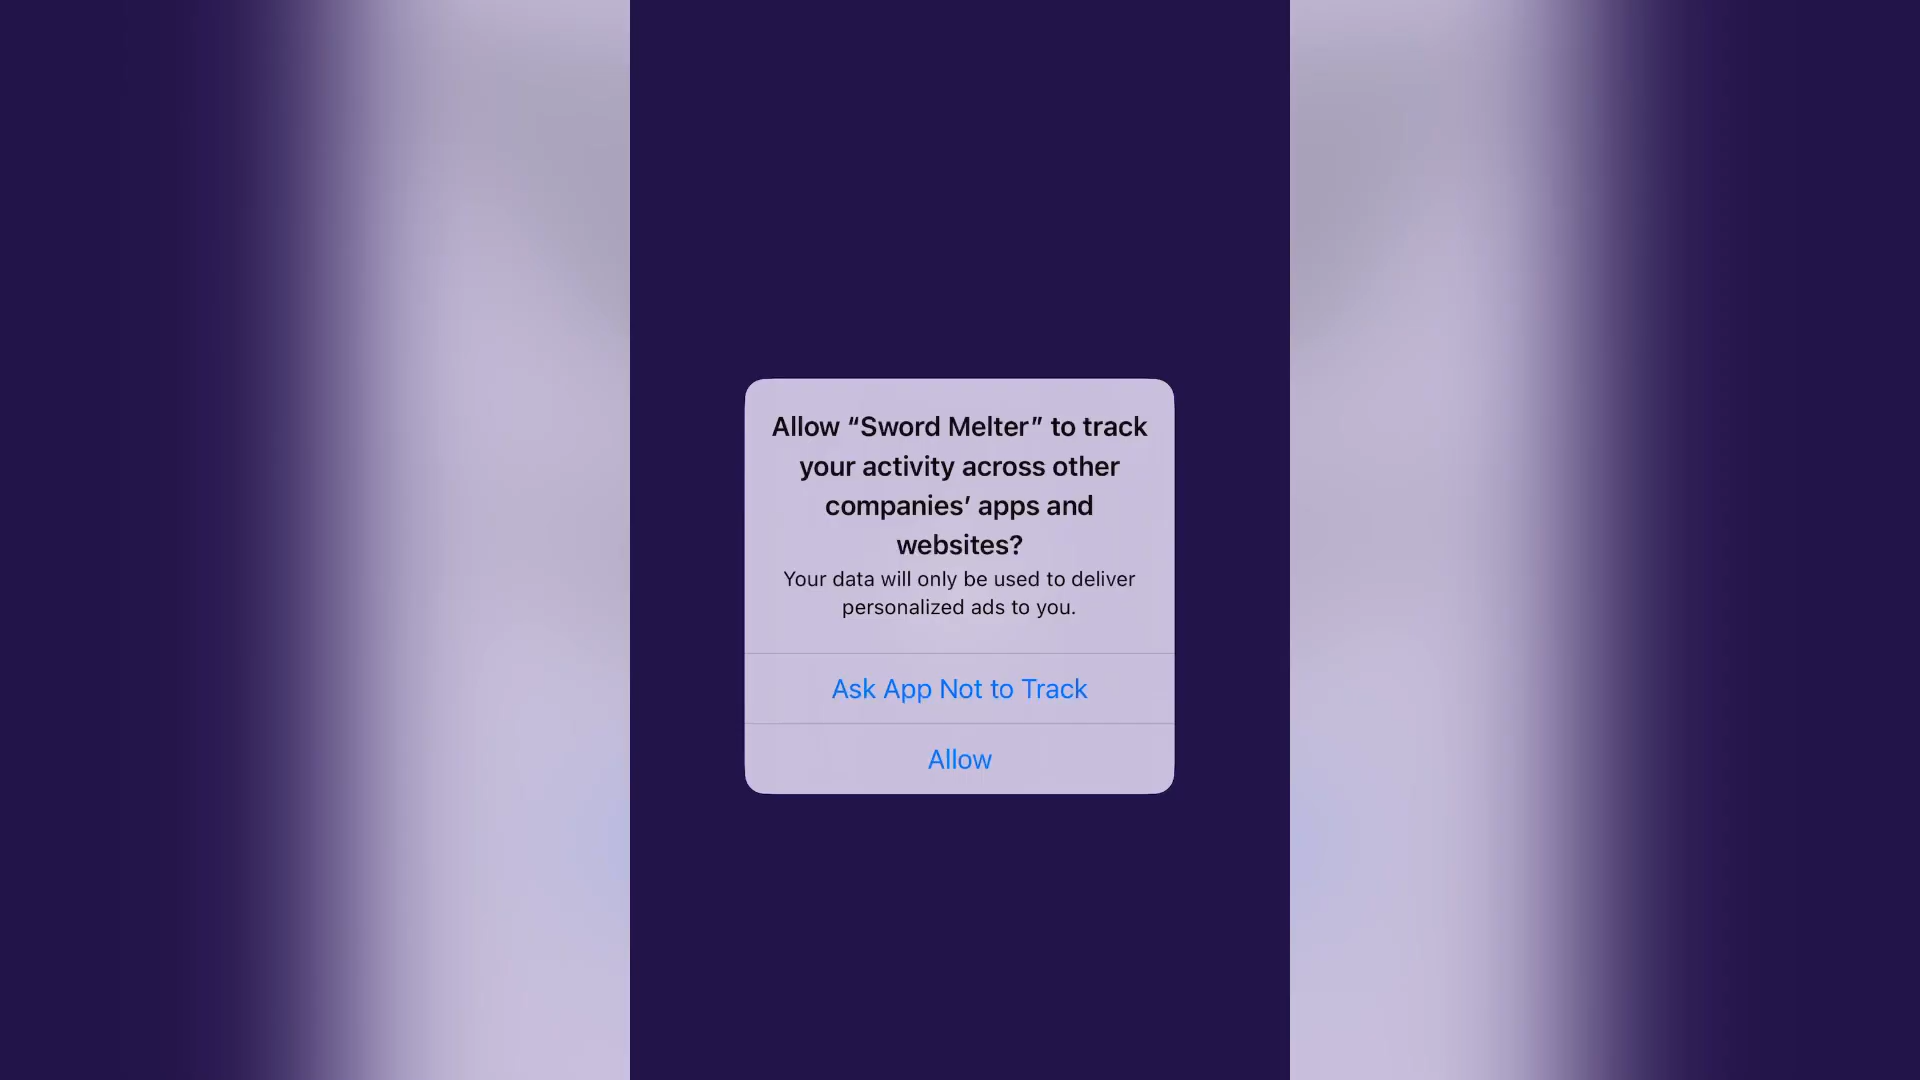 Allow “Sword Melter” to track
your activity across other
companies’ apps and
websites?
Your data will only be used to deliver
personalized ads to you.
Ask App Not to Track
Allow